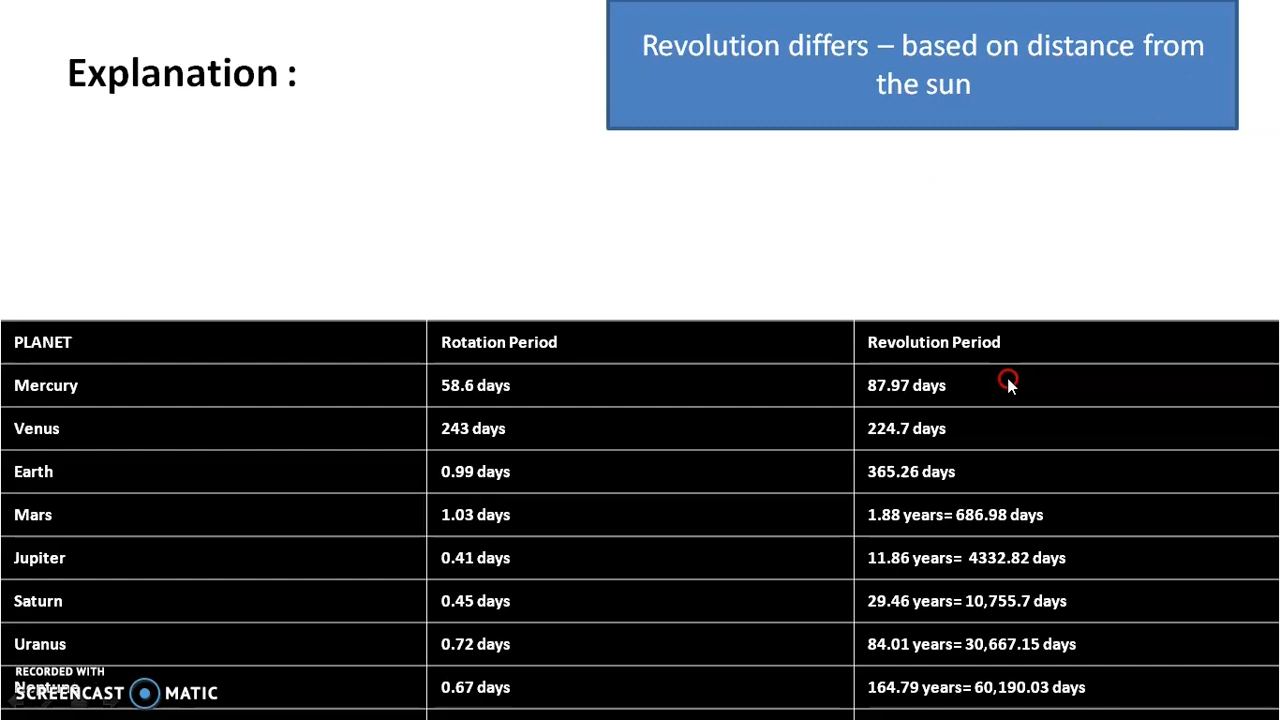 Explanation :
Revolution differs – based on distance from
the sun
PLANET Rotation Period Revolution Period
Mercury 58.6 days 87.97 days
Venus 243 days 224.7 days
Earth 0.99 days 365.26 days
Mars 1.03 days 1.88 years= 686.98 days
Jupiter 0.41 days 11.86 years=  4332.82 days
Saturn 0.45 days 29.46 years= 10,755.7 days
Uranus 0.72 days 84.01 years= 30,667.15 days
Neptune 0.67 days 164.79 years= 60,190.03 days
RECORDED WITH
SCREENCAST MATIC